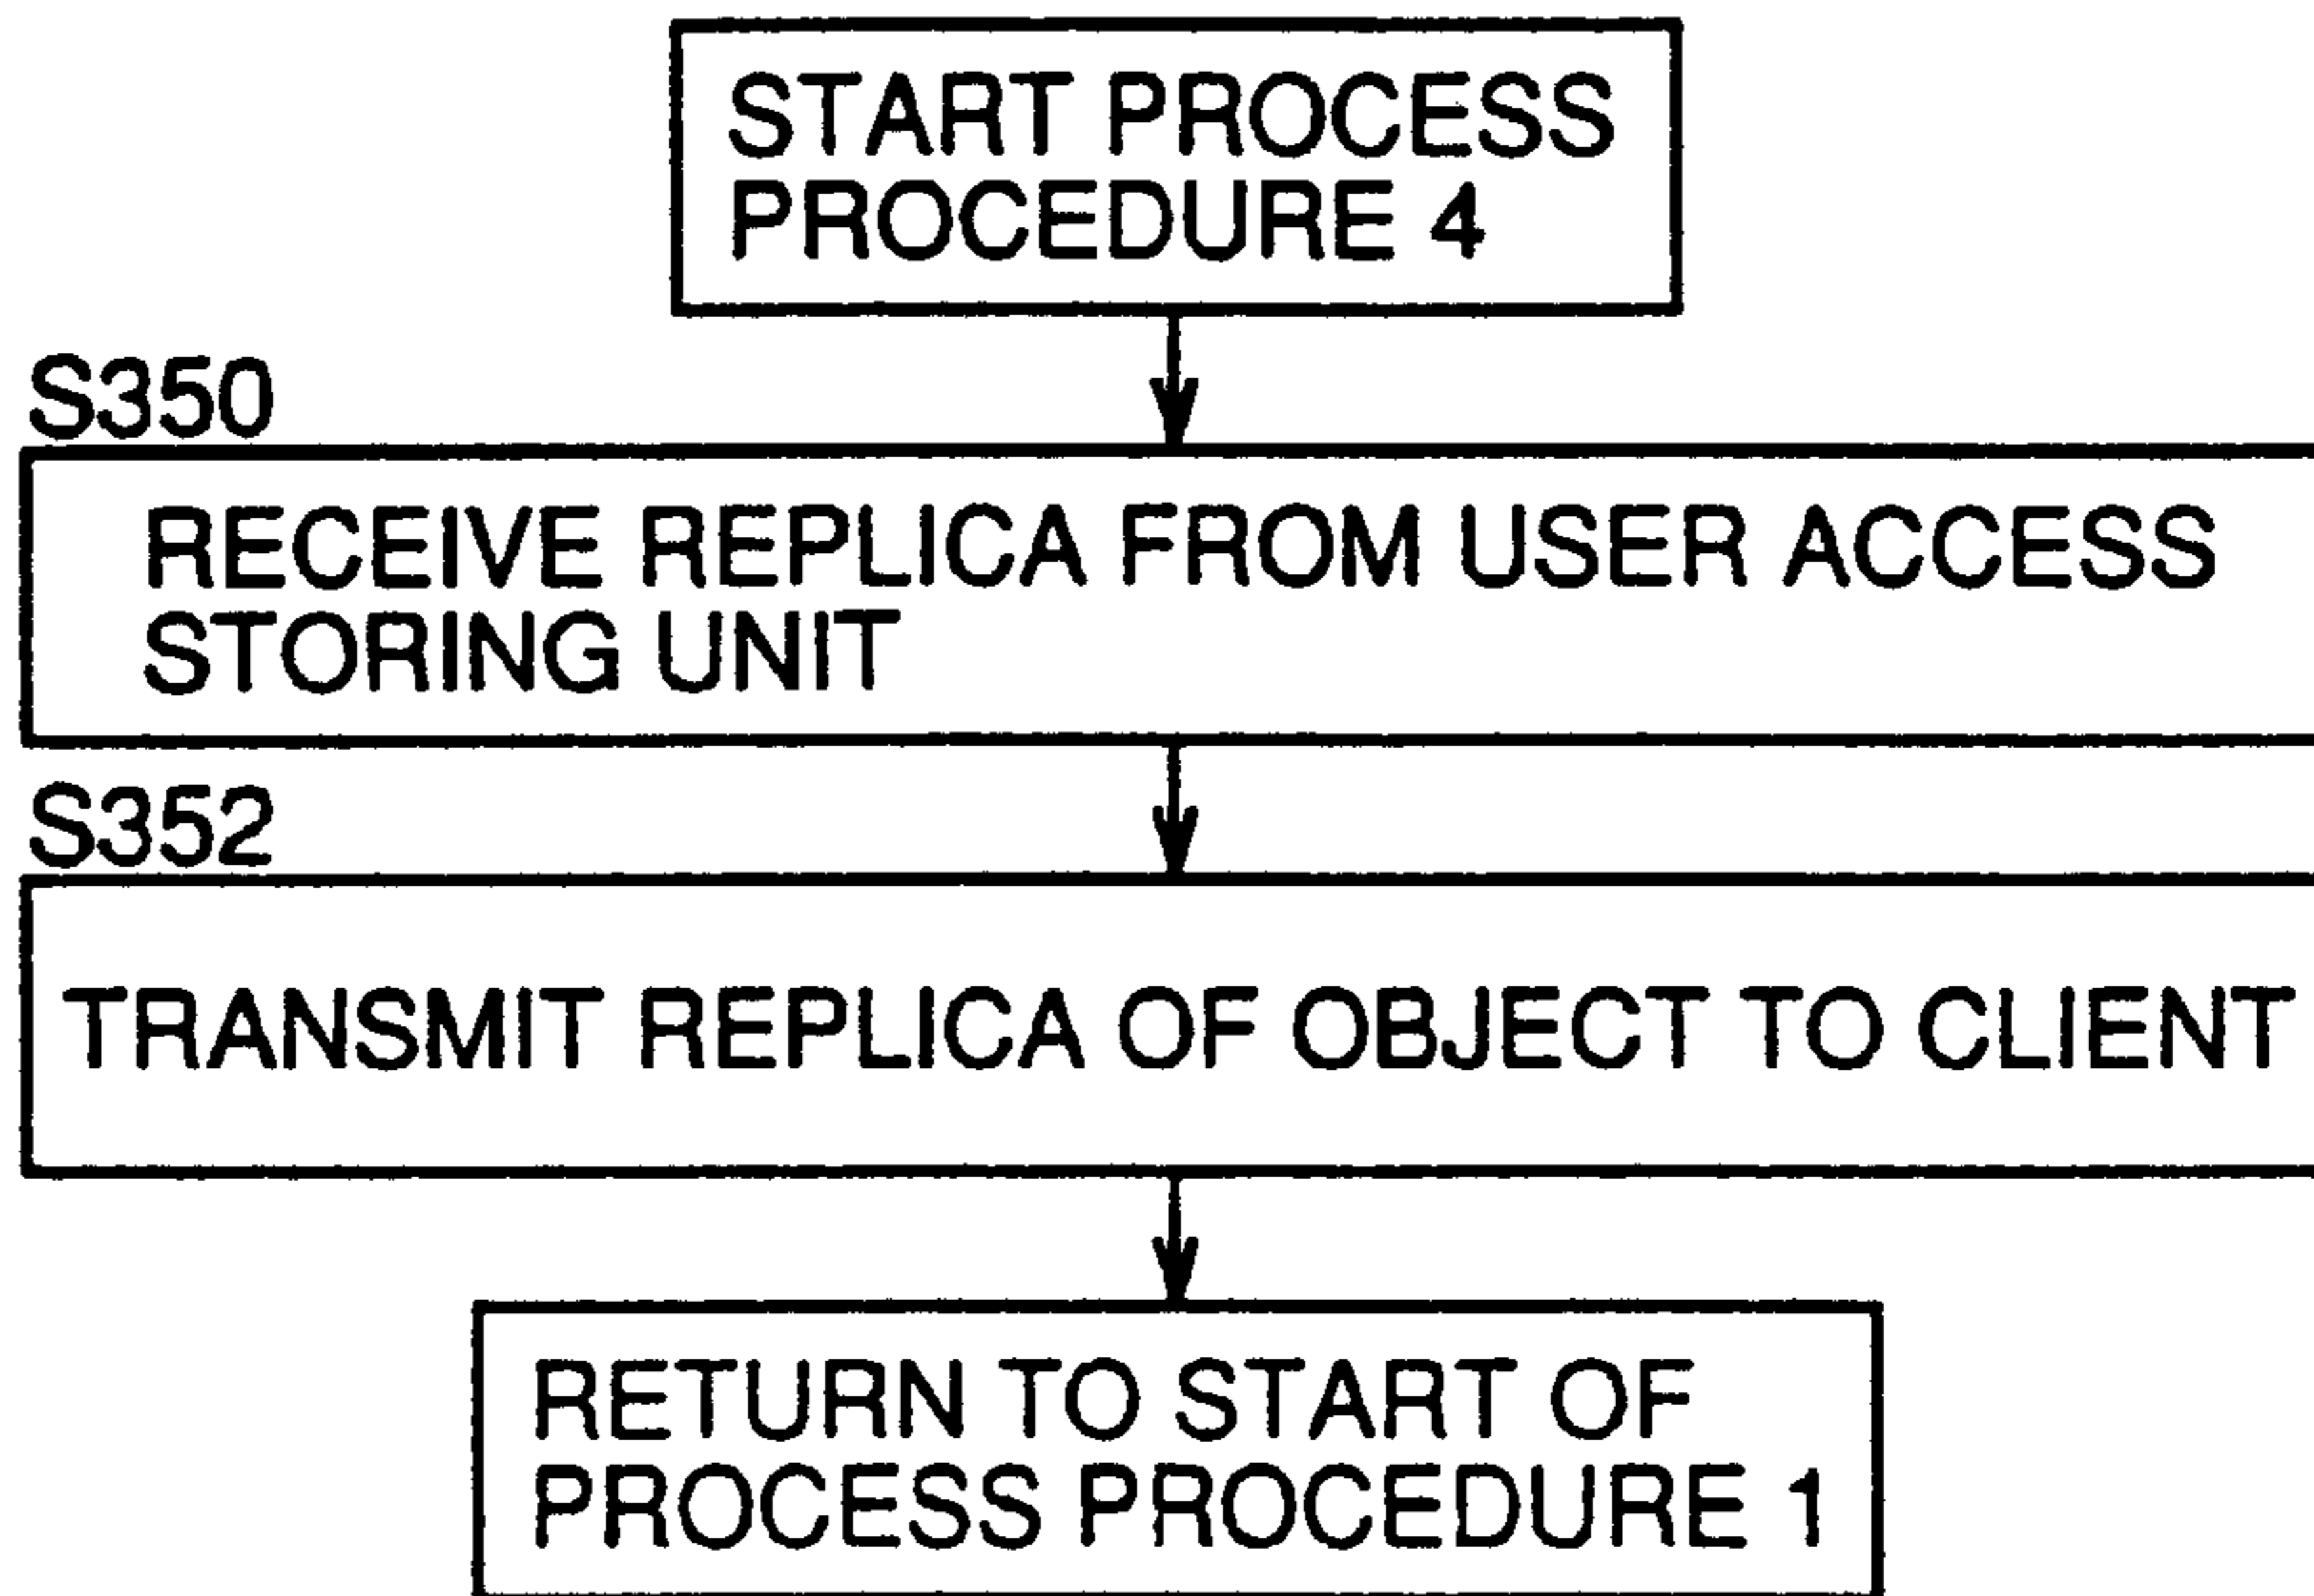 START PROCESS
PROCEDURE 4
S350
RECEIVE REPLICA FROM USER ACCESS
STORING UNIT
S352
TRANSMIT REPLICA OF OBJECT TO CLIENT
RETURN TO START OF
PROCESS PROCEDURE 1